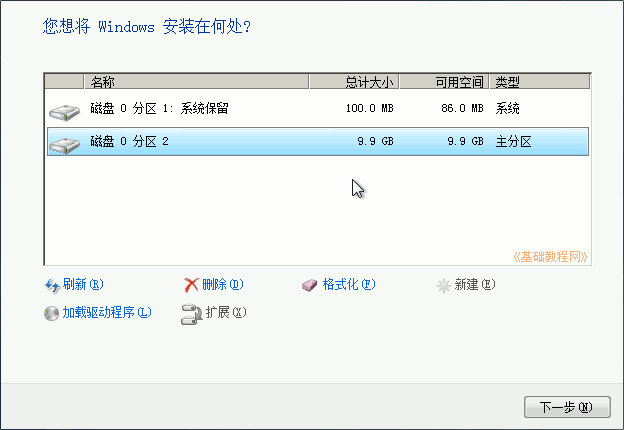 您想将 Windows 安装在何处?
名称 总计大小 可用空间 类型
磁盘 0 分区 1: 系统保留 100.0 MB 86.0 MB 系统
磁盘 0 分区 2 9.9 GB 9.9 GB 主分区
《基础教程网》
刷新(R) 删除(D) 格式化(F) 新建(E)
加载驱动程序(L) 扩展(X)
下一步(N)